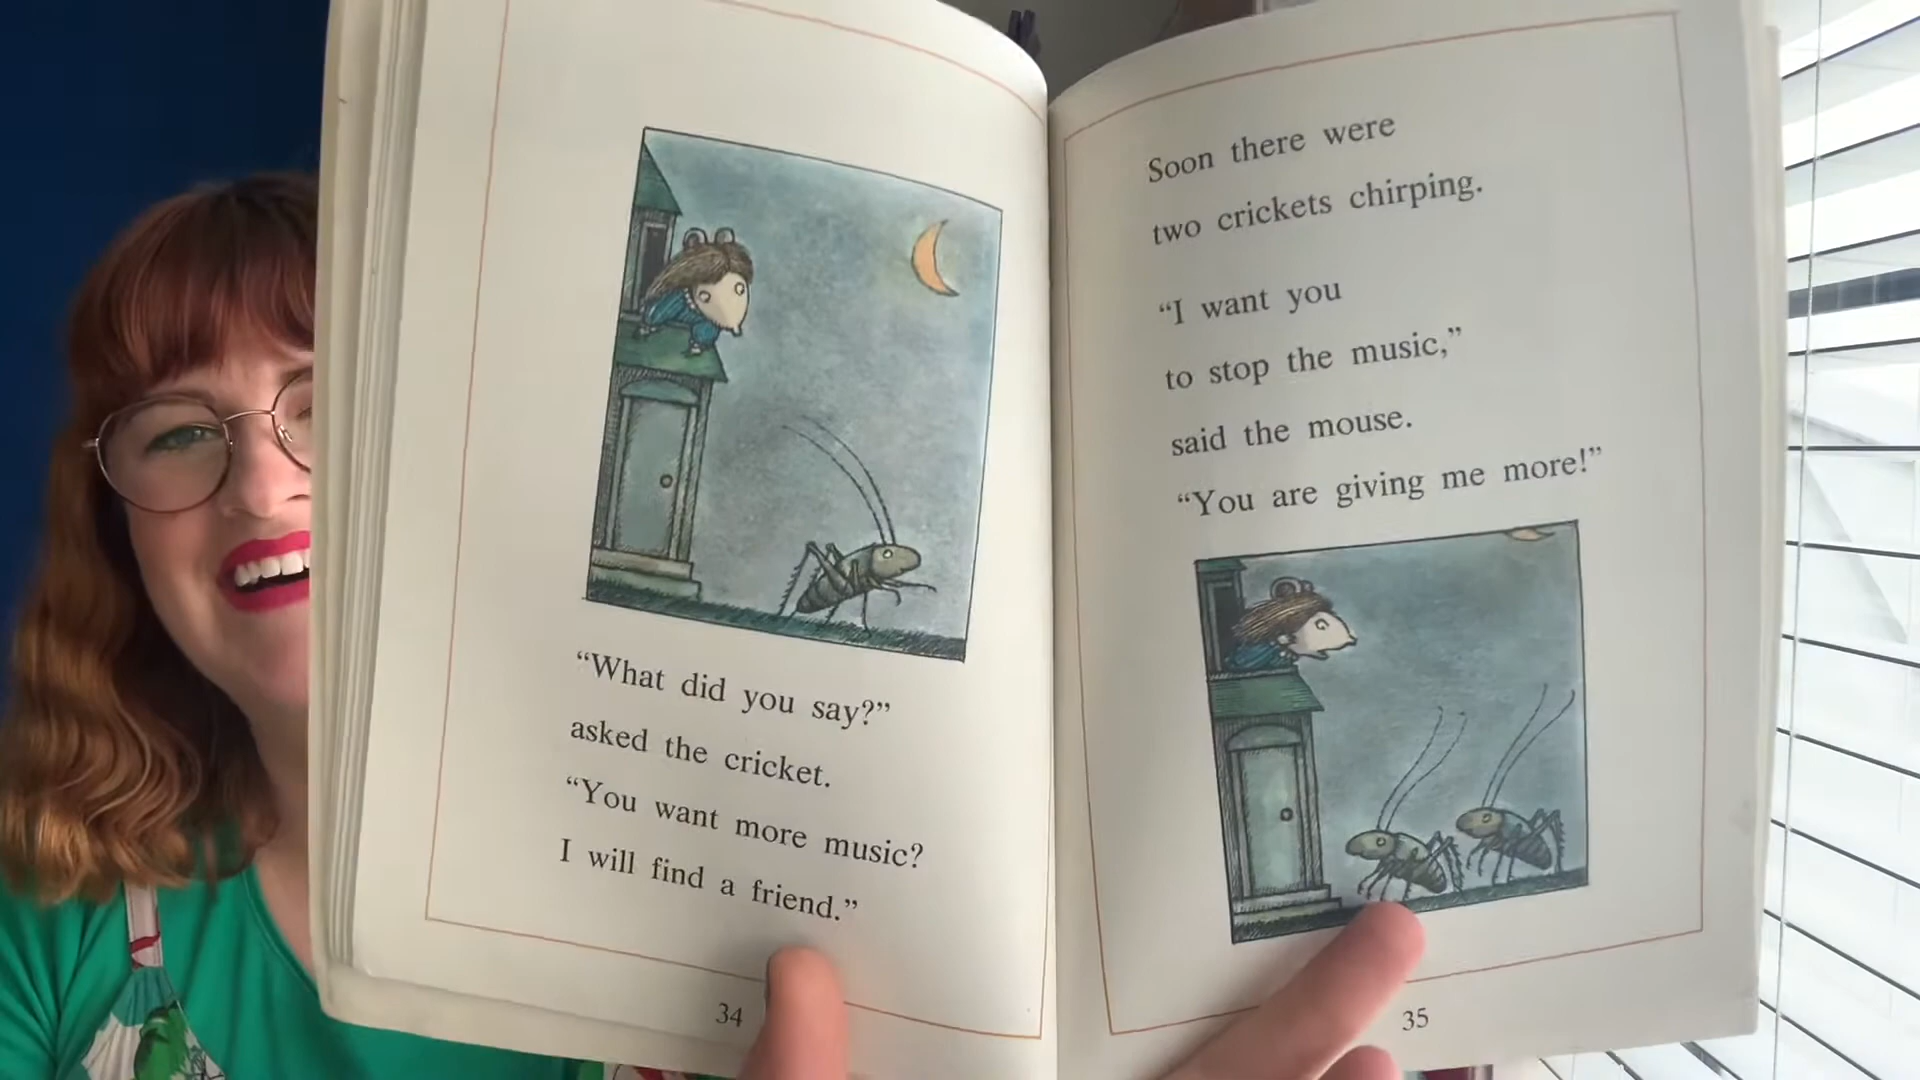 “What did you say?”
asked the cricket.
“You want more music?
I will find a friend.”
34
Soon there were
two crickets chirping.
“I want you
to stop the music,”
said the mouse.
“You are giving me more!”
35